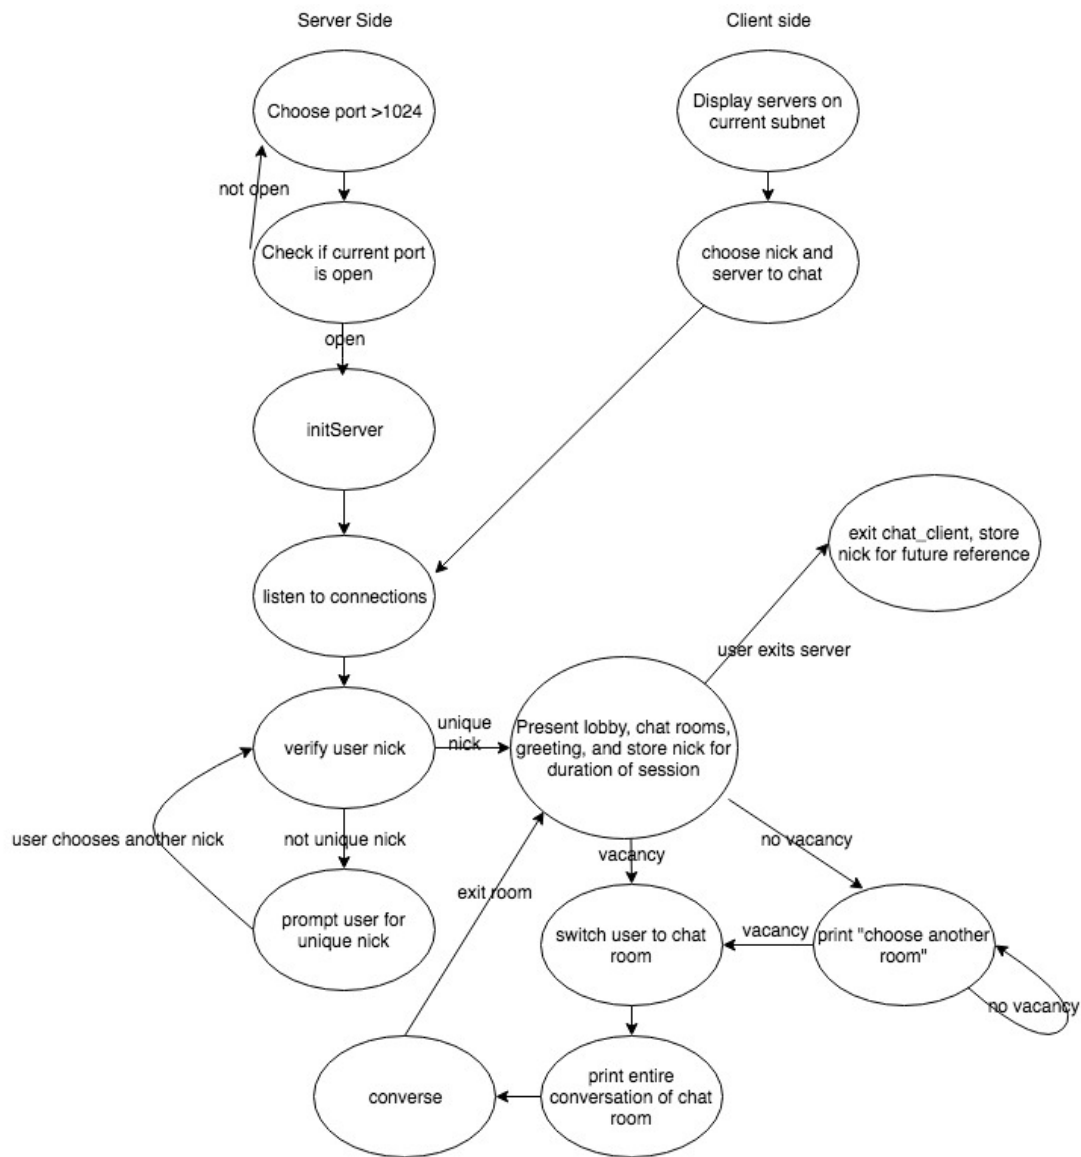 Server Side
Client side
Choose port >1024
Display servers on
current subnet
not open
Check if current port
is open
choose nick and
server to chat
open
initServer
exit chat_client, store
nick for future reference
listen to connections
user exits server
unique
nick
Present lobby, chat rooms,
greeting, and store nick for
duration of session
verify user nick
user chooses another nick
not unique nick
vacancy
no vacancy
exit room
prompt user for
unique nick
switch user to chat
room
vacancy
print "choose another
room"
no vacancy
converse
print entire
conversation of chat
room